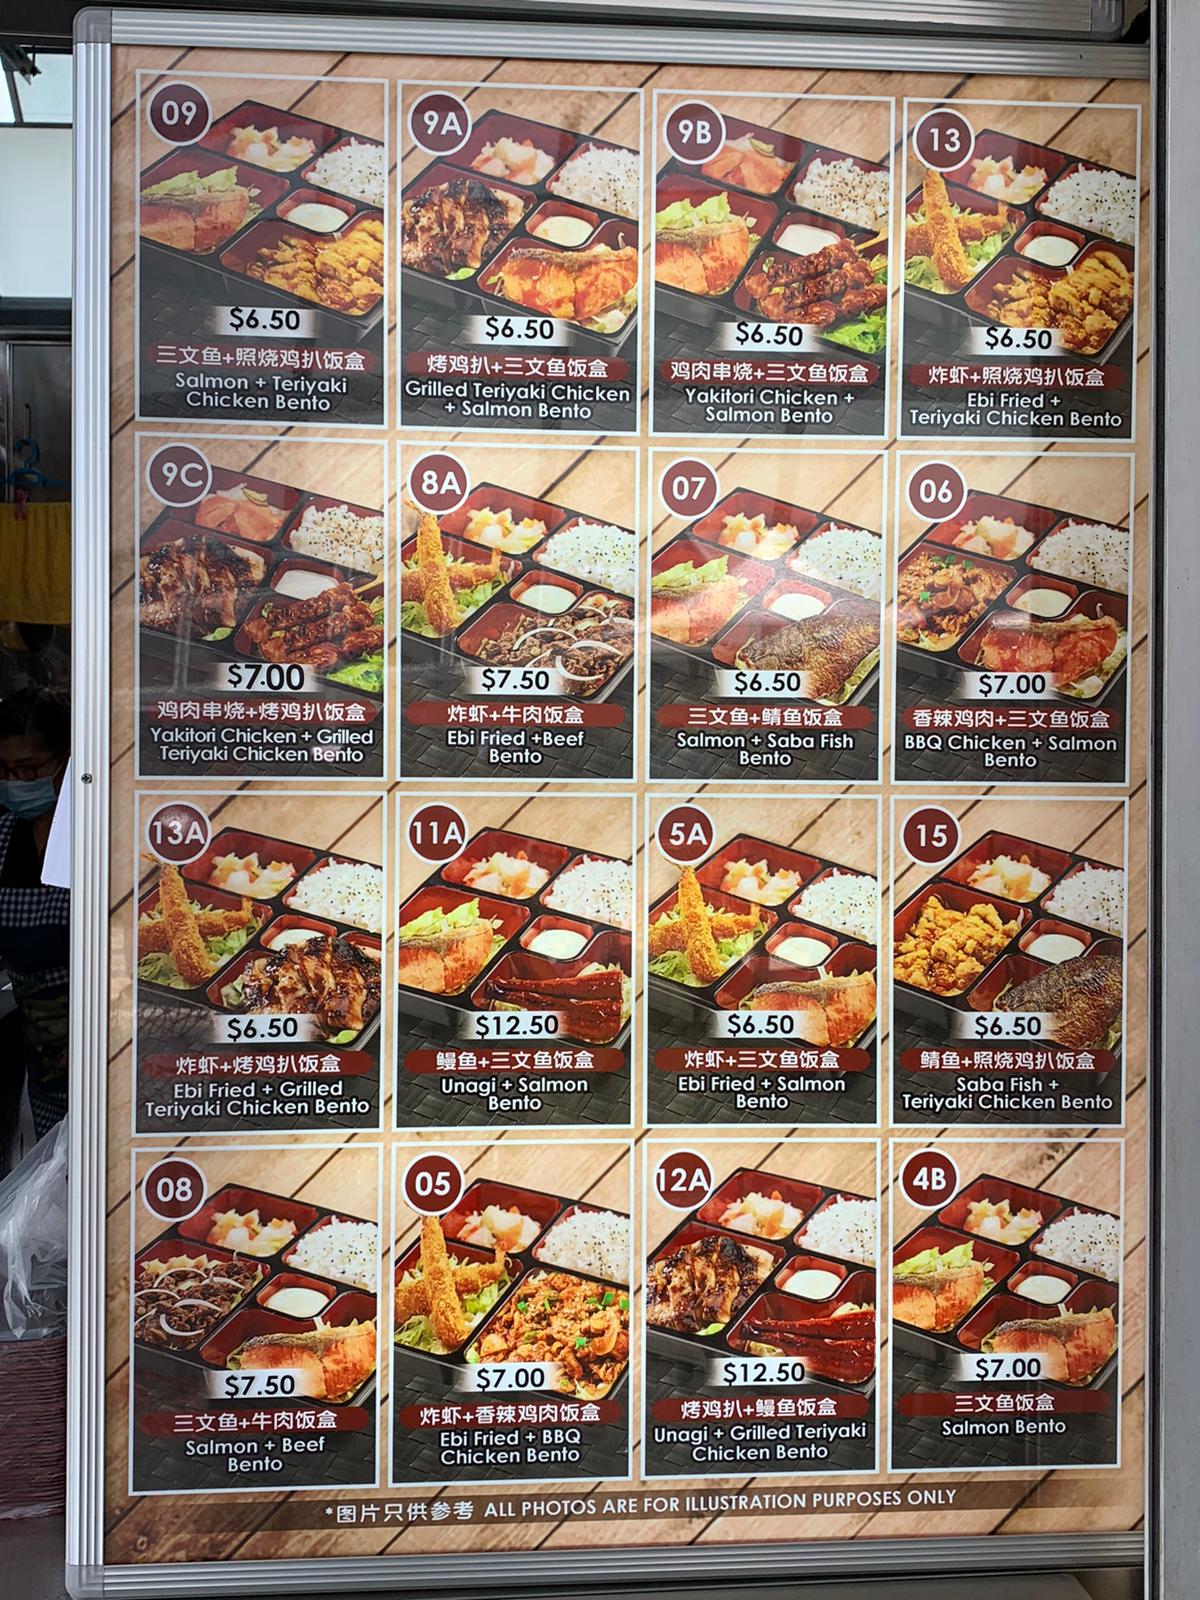 09
$6.50
三文鱼+照烧鸡扒饭盒
Salmon + Teriyaki
Chicken Bento
9A
$6.50
烤鸡扒+三文鱼饭盒
Grilled Teriyaki Chicken
+ Salmon Bento
9B
$6.50
鸡肉串烧+三文鱼饭盒
Yakitori Chicken +
Salmon Bento
13
$6.50
炸虾+照烧鸡扒饭盒
Ebi Fried +
Teriyaki Chicken Bento
9C
$7.00
鸡肉串烧+烤鸡扒饭盒
Yakitori Chicken + Grilled
Teriyaki Chicken Bento
8A
$7.50
炸虾+牛肉饭盒
Ebi Fried +Beef
Bento
07
$6.50
三文鱼+鲭鱼饭盒
Salmon + Saba Fish
Bento
06
$7.00
香辣鸡肉+三文鱼饭盒
BBQ Chicken + Salmon
Bento
13A
$6.50
炸虾+烤鸡扒饭盒
Ebi Fried + Grilled
Teriyaki Chicken Bento
11A
$12.50
鳗鱼+三文鱼饭盒
Unagi + Salmon
Bento
5A
$6.50
炸虾+三文鱼饭盒
Ebi Fried + Salmon
Bento
15
$6.50
鲭鱼+照烧鸡扒饭盒
Saba Fish +
Teriyaki Chicken Bento
08
$7.50
三文鱼+牛肉饭盒
Salmon + Beef
Bento
05
$7.00
炸虾+香辣鸡肉饭盒
Ebi Fried + BBQ
Chicken Bento
12A
$12.50
烤鸡扒+鳗鱼饭盒
Unagi + Grilled Teriyaki
Chicken Bento
4B
$7.00
三文鱼饭盒
Salmon Bento
*图片只供参考 ALL PHOTOS ARE FOR ILLUSTRATION PURPOSES ONLY